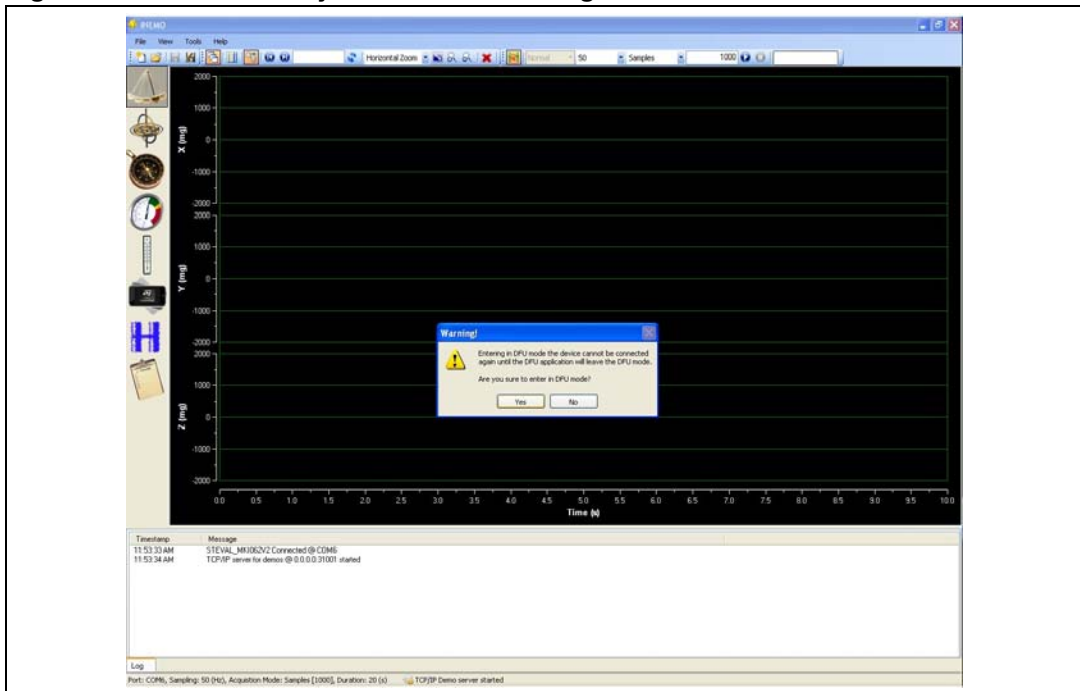 iNEMO
File View Tools Help
Horizontal Zoom Normal 50 Samples 1000
2000
1000
0
-1000
-2000
X (mg)
2000
1000
0
-1000
-2000
Y (mg)
2000
1000
0
-1000
-2000
Z (mg)
0.0 0.5 1.0 1.5 2.0 2.5 3.0 3.5 4.0 4.5 5.0 5.5 6.0 6.5 7.0 7.5 8.0 8.5 9.0 9.5 10.0
Time (s)
Warning!
Entering in DFU mode the device cannot be connected
again until the DFU application will leave the DFU mode.
Are you sure to enter in DFU mode?
Yes No
Timestamp Message
11:53:33 AM STEVAL_MKI062V2 Connected @ COM6
11:53:34 AM TCP/IP server for demos @ 0.0.0.0:31001 started
Log
Port: COM6, Sampling: 50 (Hz), Acquistion Mode: Samples [1000], Duration: 20 (s) TCP/IP Demo server started